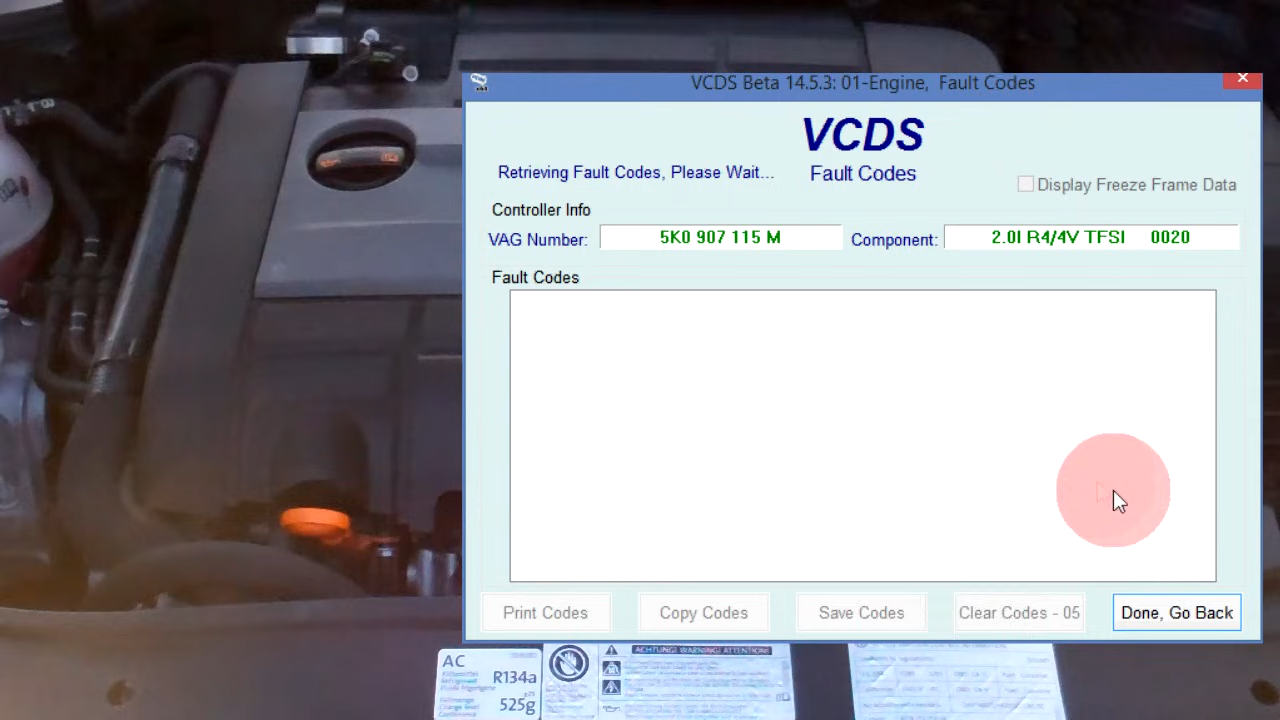 VCDS Beta 14.5.3: 01-Engine, Fault Codes
VCDS
Retrieving Fault Codes, Please Wait...
Fault Codes
Display Freeze Frame Data
Controller Info
VAG Number:
5K0 907 115 M
Component:
2.0l R4/4V TFSI 0020
Fault Codes
Print Codes
Copy Codes
Save Codes
Clear Codes - 05
Done, Go Back
AC
R134a
525g
ACHTUNG! WARNING! ATTENTION!